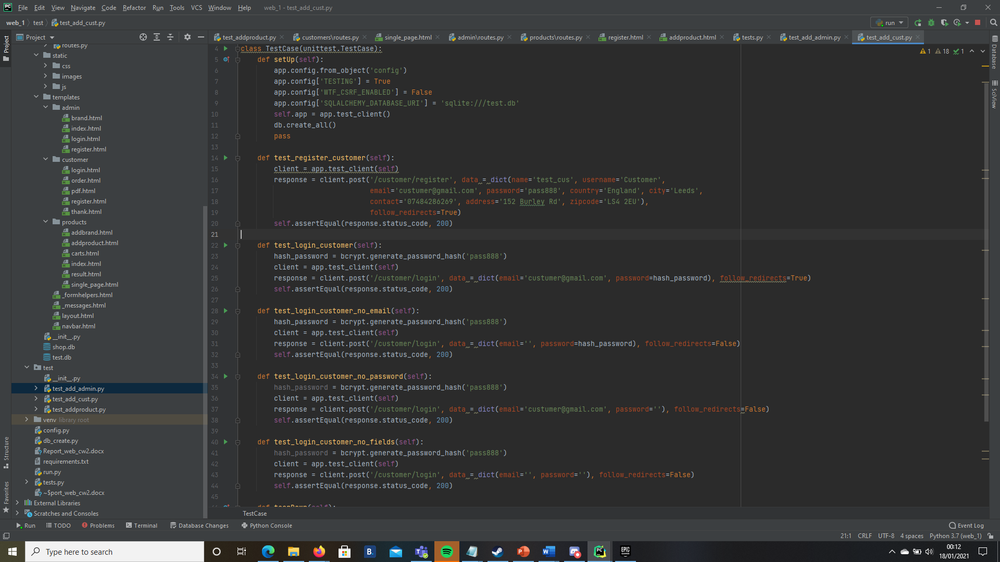 File Edit View Navigate Code Refactor Run Tools VCS Window Help web_1 - test_add_cust.py
web_1 test test_add_cust.py run
Project
test_addproduct.py customers\routes.py single_page.html admin\routes.py products\routes.py register.html addproduct.html tests.py test_add_admin.py test_add_cust.py
Project
Structure
Favorites
Database
SciView
routes.py
static
css
images
js
templates
admin
brand.html
index.html
login.html
register.html
customer
login.html
order.html
pdf.html
register.html
thank.html
products
addbrand.html
addproduct.html
carts.html
index.html
result.html
single_page.html
_formhelpers.html
_messages.html
layout.html
navbar.html
__init__.py
shop.db
test.db
test
__init__.py
test_add_admin.py
test_add_cust.py
test_addproduct.py
venv library root
config.py
db_create.py
Report_web_cw2.docx
requirements.txt
run.py
tests.py
~$port_web_cw2.docx
External Libraries
Scratches and Consoles
1 18 1
4 class TestCase(unittest.TestCase):
5 def setUp(self):
6 app.config.from_object('config')
7 app.config['TESTING'] = True
8 app.config['WTF_CSRF_ENABLED'] = False
9 app.config['SQLALCHEMY_DATABASE_URI'] = 'sqlite:///test.db'
10 self.app = app.test_client()
11 db.create_all()
12 pass
13
14 def test_register_customer(self):
15 client = app.test_client(self)
16 response = client.post('/customer/register', data = dict(name='test_cus', username='Customer',
17 email='custumer@gmail.com', password='pass888', country='England', city='Leeds',
18 contact='07484286269', address='152 Burley Rd', zipcode='LS4 2EU'),
19 follow_redirects=True)
20 self.assertEqual(response.status_code, 200)
21
22 def test_login_customer(self):
23 hash_password = bcrypt.generate_password_hash('pass888')
24 client = app.test_client(self)
25 response = client.post('/customer/login', data = dict(email='custumer@gmail.com', password=hash_password), follow_redirects=True)
26 self.assertEqual(response.status_code, 200)
27
28 def test_login_customer_no_email(self):
29 hash_password = bcrypt.generate_password_hash('pass888')
30 client = app.test_client(self)
31 response = client.post('/customer/login', data = dict(email='', password=hash_password), follow_redirects=False)
32 self.assertEqual(response.status_code, 200)
33
34 def test_login_customer_no_password(self):
35 hash_password = bcrypt.generate_password_hash('pass888')
36 client = app.test_client(self)
37 response = client.post('/customer/login', data = dict(email='custumer@gmail.com', password=''), follow_redirects=False)
38 self.assertEqual(response.status_code, 200)
39
40 def test_login_customer_no_fields(self):
41 hash_password = bcrypt.generate_password_hash('pass888')
42 client = app.test_client(self)
43 response = client.post('/customer/login', data = dict(email='', password=''), follow_redirects=False)
44 self.assertEqual(response.status_code, 200)
45
TestCase
Run TODO Problems Terminal Database Changes Python Console Event Log
21:1 CRLF UTF-8 4 spaces Python 3.7 (web_1)
Type here to search
00:12
18/01/2021